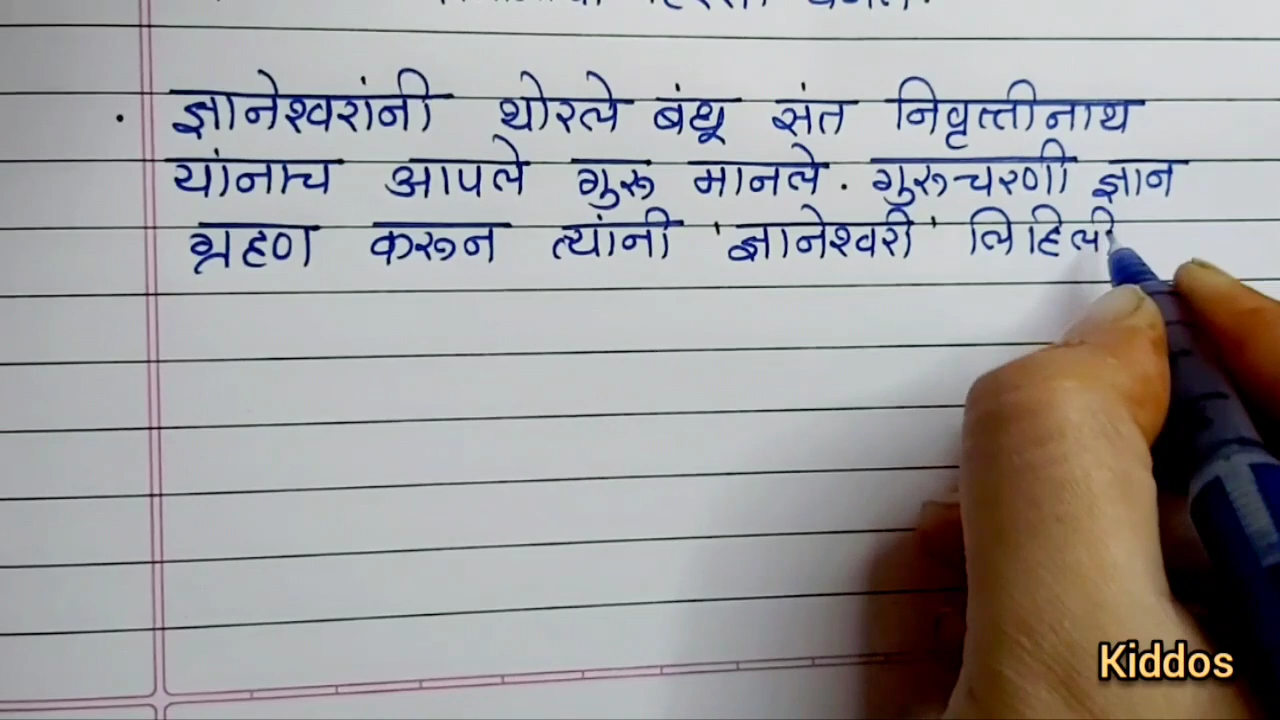 ज्ञानेश्वरांनी थोरले बंधू संत निवृत्तीनाथ
यांनाच आपले गुरू मानले. गुरूचरणी ज्ञान
ग्रहण करून त्यांनी 'ज्ञानेश्वरी' लिहिली
Kiddos